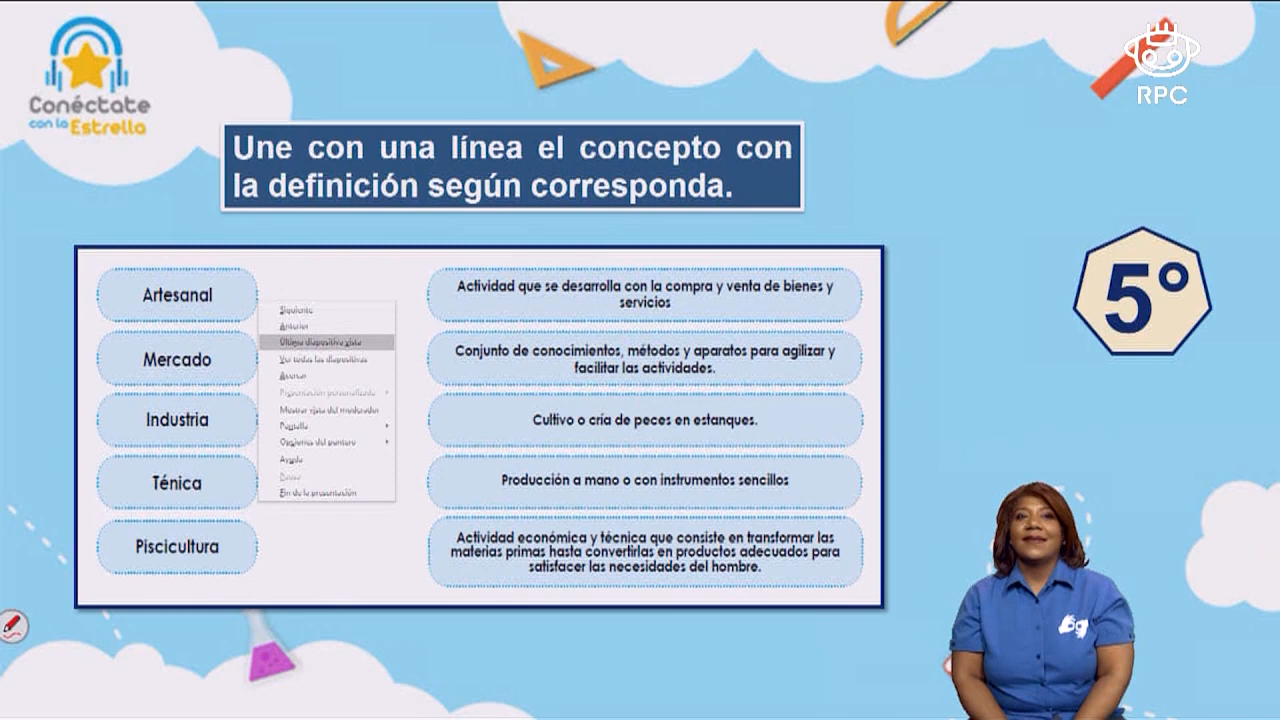 Conéctate
con la Estrella
RPC
Une con una línea el concepto con
la definición según corresponda.
5°
Artesanal
Mercado
Industria
Ténica
Piscicultura
Siguiente
Anterior
Última diapositiva vista
Ver todas las diapositivas
Acercar
Presentación personalizada
Mostrar vista del moderador
Pantalla
Opciones del puntero
Ayuda
Pausa
Fin de la presentación
Actividad que se desarrolla con la compra y venta de bienes y
servicios
Conjunto de conocimientos, métodos y aparatos para agilizar y
facilitar las actividades.
Cultivo o cría de peces en estanques.
Producción a mano o con instrumentos sencillos
Actividad económica y técnica que consiste en transformar las
materias primas hasta convertirlas en productos adecuados para
satisfacer las necesidades del hombre.